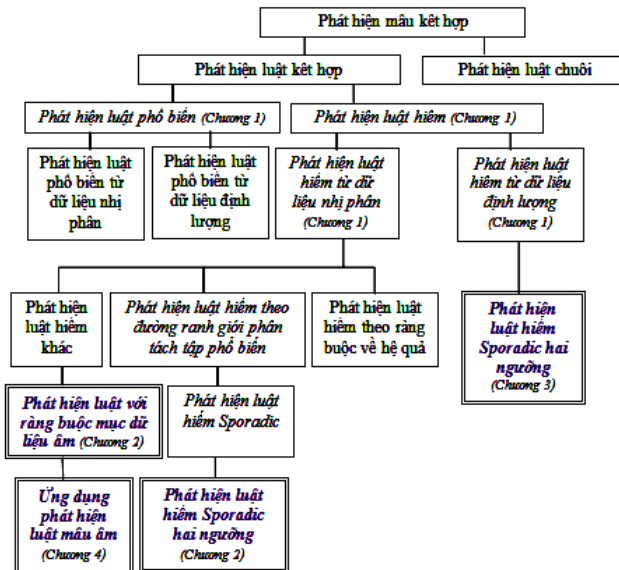 Phát hiện mẫu kết hợp
Phát hiện luật kết hợp
Phát hiện luật chuỗi
Phát hiện luật phổ biến (Chương 1)
Phát hiện luật hiếm (Chương 1)
Phát hiện luật
phổ biến từ
dữ liệu nhị
phân
Phát hiện luật
phổ biến từ
dữ liệu định
lượng
Phát hiện luật
hiếm từ dữ
liệu nhị phân
(Chương 1)
Phát hiện luật
hiếm từ dữ liệu
định lượng
(Chương 1)
Phát hiện
luật hiếm
khác
Phát hiện luật hiếm theo
đường ranh giới phân
tách tập phổ biến
Phát hiện luật
hiếm theo ràng
buộc về hệ quả
Phát hiện
luật hiếm
Sporadic hai
ngưỡng
(Chương 3)
Phát hiện luật với
ràng buộc mục dữ
liệu âm (Chương 2)
Phát hiện luật
hiếm Sporadic
Ứng dụng
phát hiện
luật mẫu âm
(Chương 4)
Phát hiện luật
hiếm Sporadic
hai ngưỡng
(Chương 2)